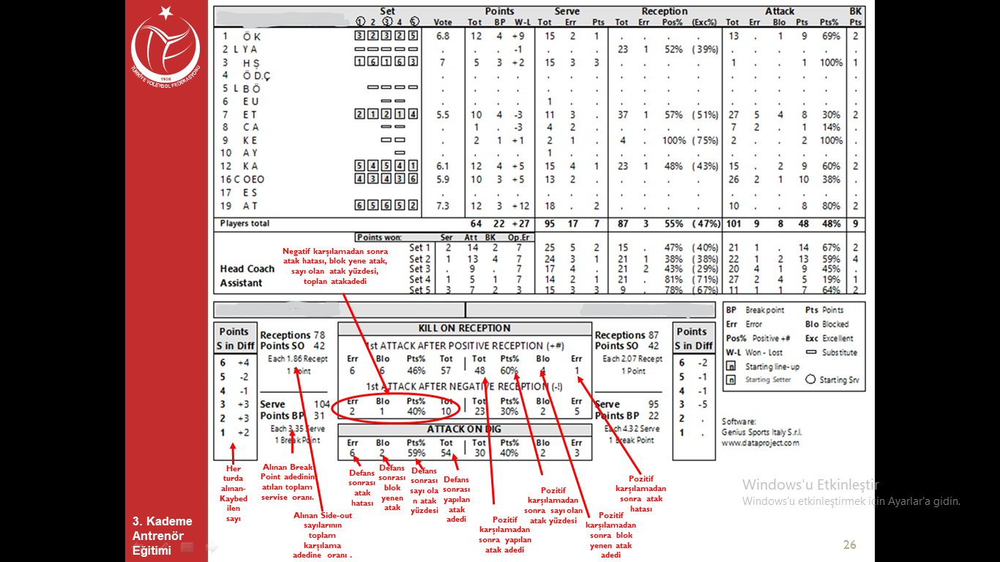 TÜRKİYE VOLEYBOL FEDERASYONU
1958
Set Points Serve Reception Attack BK
1 2 3 4 5 Vote Tot BP W-L Tot Err Pts Tot Err Pos% (Exc%) Tot Err Blo Pts Pts% Pts
1 Ö K 3 2 3 2 5 6.8 12 4 +9 15 2 1 . . . . 13 . 1 9 69% 2
2 L Y A . . -1 . . . 23 1 52% (39%) . . . . . .
3 H Ş 1 6 1 6 3 7 5 3 +2 15 3 3 . . . . 1 . . 1 100% 1
4 Ö D.Ç . . . . . . . . . . . . . . . . .
5 L B Ö . . . . . . . . . . . . . . . . .
6 E U . . . . 1 . . . . . . . . . . . .
7 E T 2 1 2 1 4 5.5 10 4 -3 11 3 . 37 1 57% (51%) 27 5 4 8 30% 2
8 C A . 1 . -3 4 2 . . . . . 7 2 . 1 14% .
9 K E . 2 1 +1 2 1 . 4 . 100% (75%) 2 . . 2 100% .
10 A Y . . . . 1 . . . . . . . . . . . .
12 K A 5 4 5 4 1 6.1 12 4 +5 15 4 1 23 1 48% (43%) 15 . 2 9 60% 2
16 C OEO 4 3 4 3 6 5.9 10 3 +5 13 2 . . . . . 26 2 1 10 38% .
17 E S . . . . . . . . . . . . . . . . .
19 A T 6 5 6 5 2 7.3 12 3 +12 18 . 2 . . . . 10 . . 8 80% 2
Players total 64 22 +27 95 17 7 87 3 55% (47%) 101 9 8 48 48% 9
Points won: Ser Att BK Op.Er
Set 1 2 14 2 7 25 5 2 15 . 47% (40%) 21 1 . 14 67% 2
Set 2 1 13 4 7 24 3 1 21 1 38% (38%) 22 1 2 13 59% 4
Head Coach Set 3 . 9 . 7 17 4 . 21 2 43% (29%) 20 4 1 9 45% .
Assistant Set 4 1 5 1 7 14 2 1 21 . 81% (71%) 27 2 4 5 19% 1
Set 5 3 7 2 3 15 3 3 9 . 78% (67%) 11 1 1 7 64% 2
Negatif karşılamadan sonra
atak hatası, blok yene atak,
sayı olan atak yüzdesi,
toplan atakadedi
Points
S in Diff
6 +4
5 -2
4 -1
3 +3
2 +3
1 +2
Receptions 78
Points SO 42
Each 1.86 Recept
1 Point
Serve 104
Points BP 31
Each 3.35 Serve
1 Break Point
KILL ON RECEPTION
1st ATTACK AFTER POSITIVE RECEPTION (+#)
Err Blo Pts% Tot Tot Pts% Blo Err
6 6 46% 57 48 60% 4 1
1st ATTACK AFTER NEGATIVE RECEPTION (-!)
Err Blo Pts% Tot Tot Pts% Blo Err
2 1 40% 10 23 30% 2 5
ATTACK ON DIG
Err Blo Pts% Tot Tot Pts% Blo Err
6 2 59% 54 30 40% 2 3
Receptions 87
Points SO 42
Each 2.07 Recept
1 Point
Serve 95
Points BP 22
Each 4.32 Serve
1 Break Point
Points
S in Diff
6 -2
5 -1
4 -1
3 -5
2 .
1 .
BP Break point Pts Points
Err Error Blo Blocked
Pos% Positive +# Exc Excellent
W-L Won - Lost Substitute
n Starting line-up
n Starting Setter Starting Srv
Software:
Genius Sports Italy S.r.l.
www.dataproject.com
Her
turda
alınan-
Kaybed
ilen
sayı
Alınan Break
Point adedinin
atılan toplam
servise oranı.
Alınan Side-out
sayılarının
toplam
karşılama
adedine oranı .
Defans
sonrası
atak
hatası
Defans
sonrası
blok
yenen
atak
Defans
sonrası
sayı ola
n atak
yüzdesi
Defans
sonrası
yapılan
atak
adedi
Pozitif
karşılamadan
sonra yapılan
atak adedi
Pozitif
karşılamadan
sonra sayı olan
atak yüzdesi
Pozitif
karşılamadan
sonra blok
yenen atak
adedi
Pozitif
karşılamadan
sonra atak
hatası
Windows'u Etkinleştir
Windows'u etkinleştirmek için Ayarlar'a gidin.
3. Kademe
Antrenör
Eğitimi
26